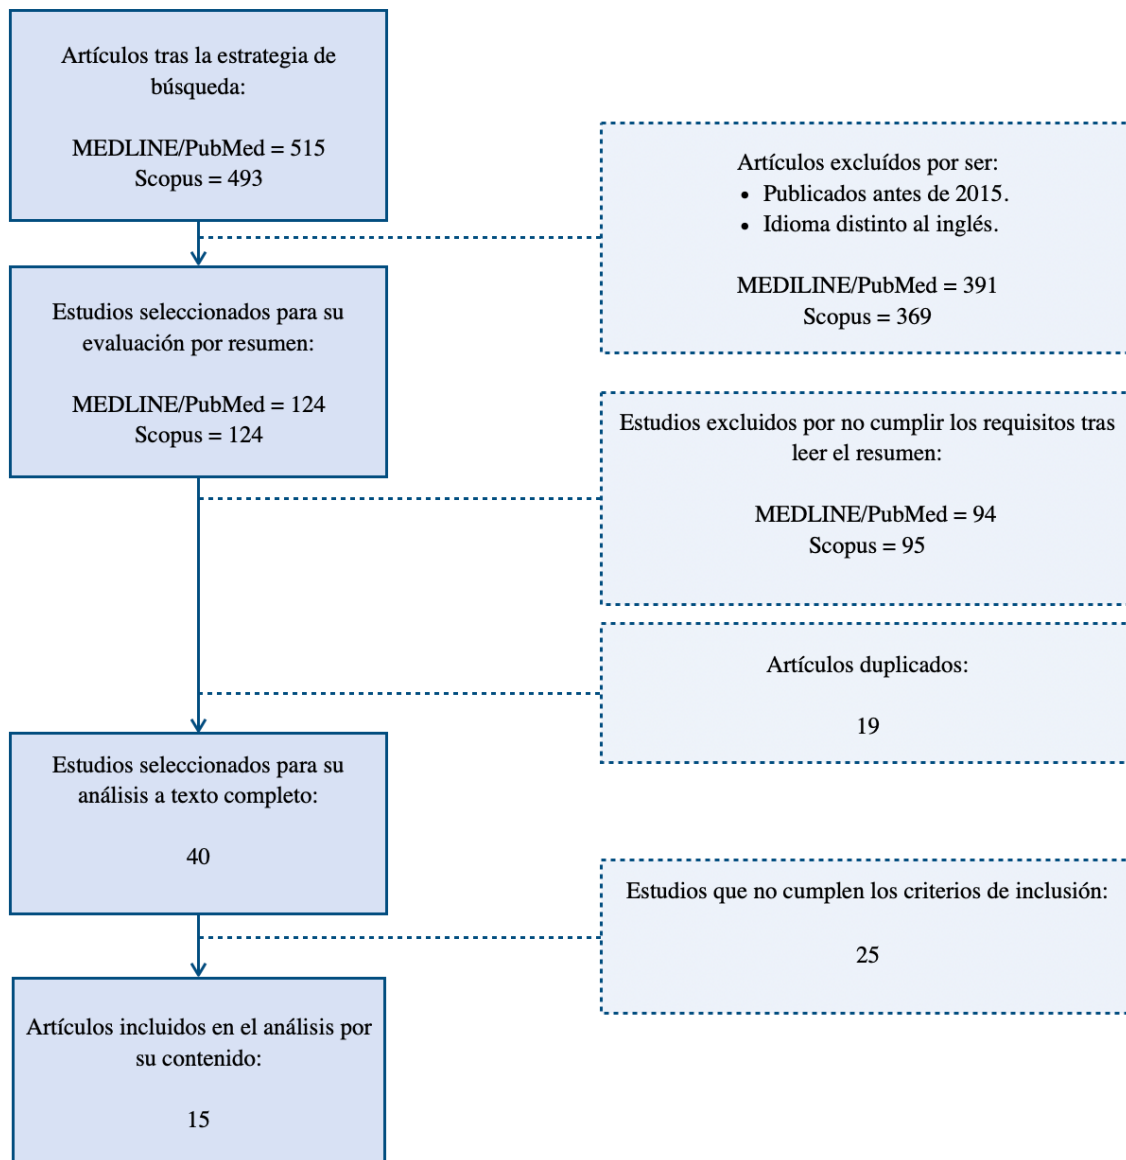 Artículos tras la estrategia de
búsqueda:
MEDLINE/PubMed = 515
Scopus = 493
Artículos excluídos por ser:
• Publicados antes de 2015.
• Idioma distinto al inglés.
MEDILINE/PubMed = 391
Scopus = 369
Estudios seleccionados para su
evaluación por resumen:
MEDLINE/PubMed = 124
Scopus = 124
Estudios excluidos por no cumplir los requisitos tras
leer el resumen:
MEDLINE/PubMed = 94
Scopus = 95
Artículos duplicados:
19
Estudios seleccionados para su
análisis a texto completo:
40
Estudios que no cumplen los criterios de inclusión:
25
Artículos incluidos en el análisis por
su contenido:
15